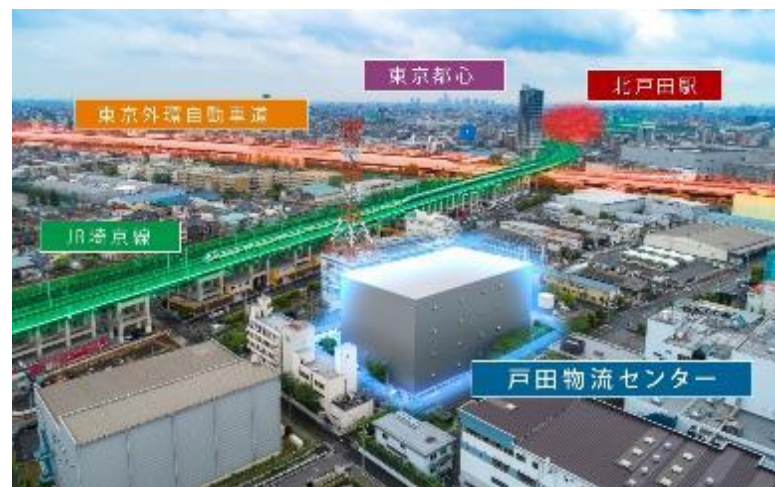 東京都心
北戸田駅
東京外環自動車道
JR埼京線
戸田物流センター